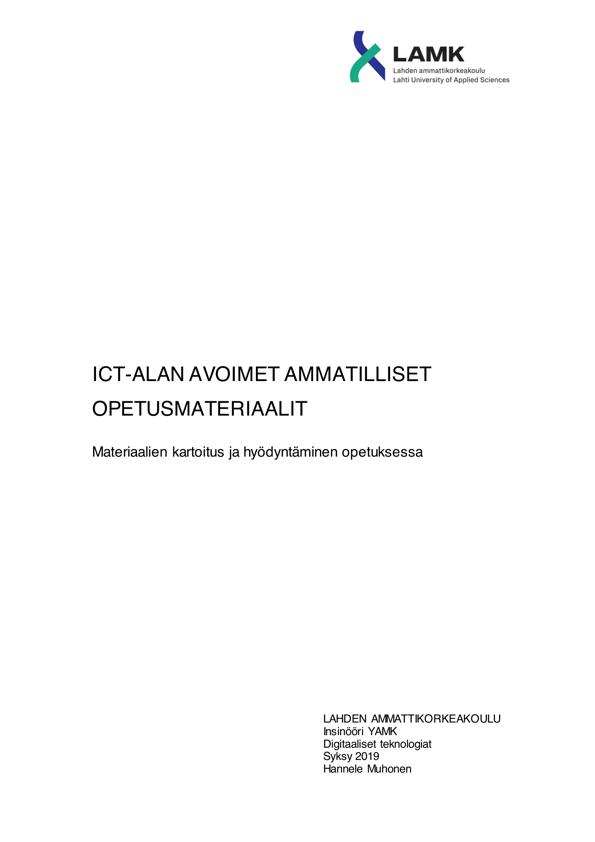 LAMK
Lahden ammattikorkeakoulu
Lahti University of Applied Sciences
ICT-ALAN AVOIMET AMMATILLISET
OPETUSMATERIAALIT
Materiaalien kartoitus ja hyödyntäminen opetuksessa
LAHDEN AMMATTIKORKEAKOULU
Insinööri YAMK
Digitaaliset teknologiat
Syksy 2019
Hannele Muhonen